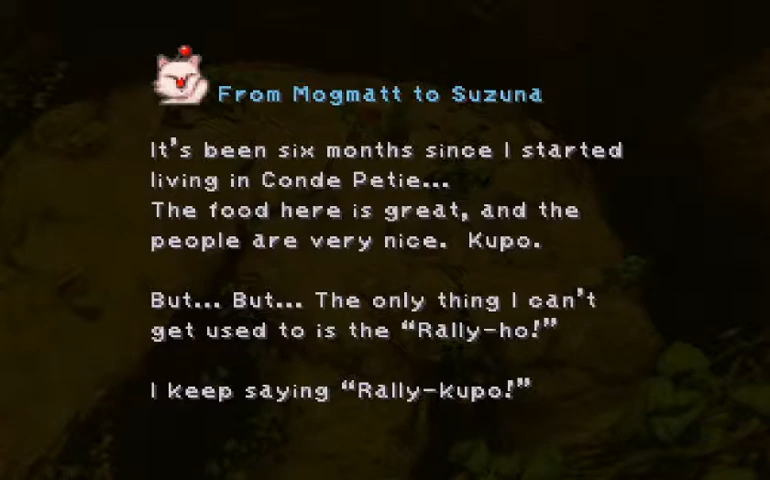 From Mogmatt to Suzuna
It's been six months since I started
living in Conde Petie...
The food here is great, and the
people are very nice.  Kupo.
But... But... The only thing I can't
get used to is the “Rally-ho!”
I keep saying “Rally-kupo!”